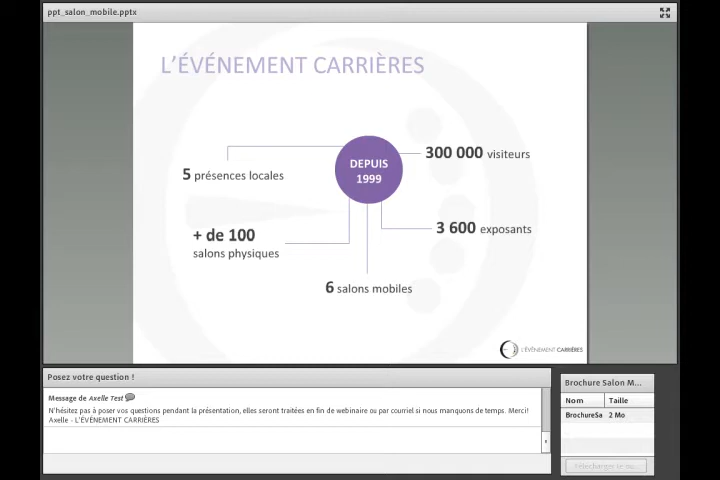 ppt_salon_mobile.pptx
L’ÉVÉNEMENT CARRIÈRES
DEPUIS
1999
300 000 visiteurs
5 présences locales
3 600 exposants
+ de 100
salons physiques
6 salons mobiles
L'ÉVÉNEMENT CARRIÈRES
Posez votre question !
Message de Axelle Test
N'hésitez pas à poser vos questions pendant la présentation, elles seront traitées en fin de webinaire ou par courriel si nous manquons de temps. Merci!
Axelle - L'ÉVÉNEMENT CARRIÈRES
Brochure Salon M...
Nom Taille
BrochureSa 2 Mo